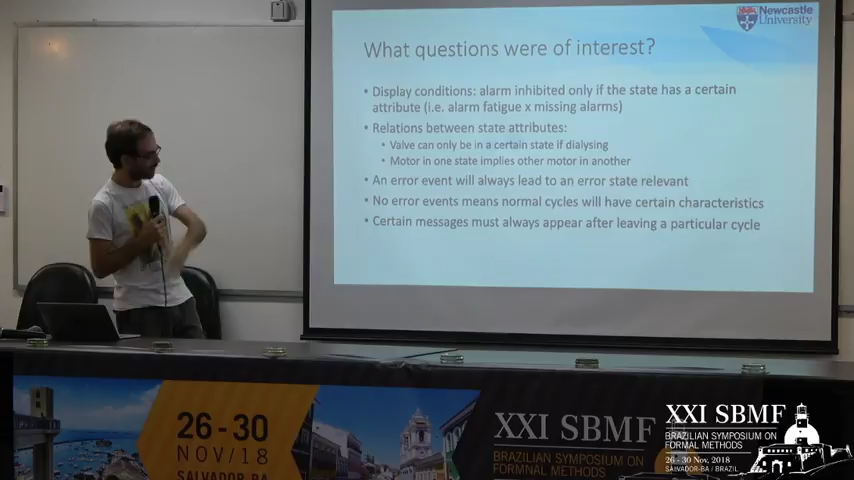 Newcastle
University
What questions were of interest?
• Display conditions: alarm inhibited only if the state has a certain
attribute (i.e. alarm fatigue x missing alarms)
• Relations between state attributes:
• Valve can only be in a certain state if dialysing
• Motor in one state implies other motor in another
• An error event will always lead to an error state relevant
• No error events means normal cycles will have certain characteristics
• Certain messages must always appear after leaving a particular cycle
26-30
NOV/18
SALVADOR-BA
XXI SBMF
BRAZILIAN SYMPOSIUM ON
FORMNAL METHODS
XXI SBMF
BRAZILIAN SYMPOSIUM ON
FORMAL METHODS
26 - 30 Nov, 2018
SALVADOR-BA / BRAZIL